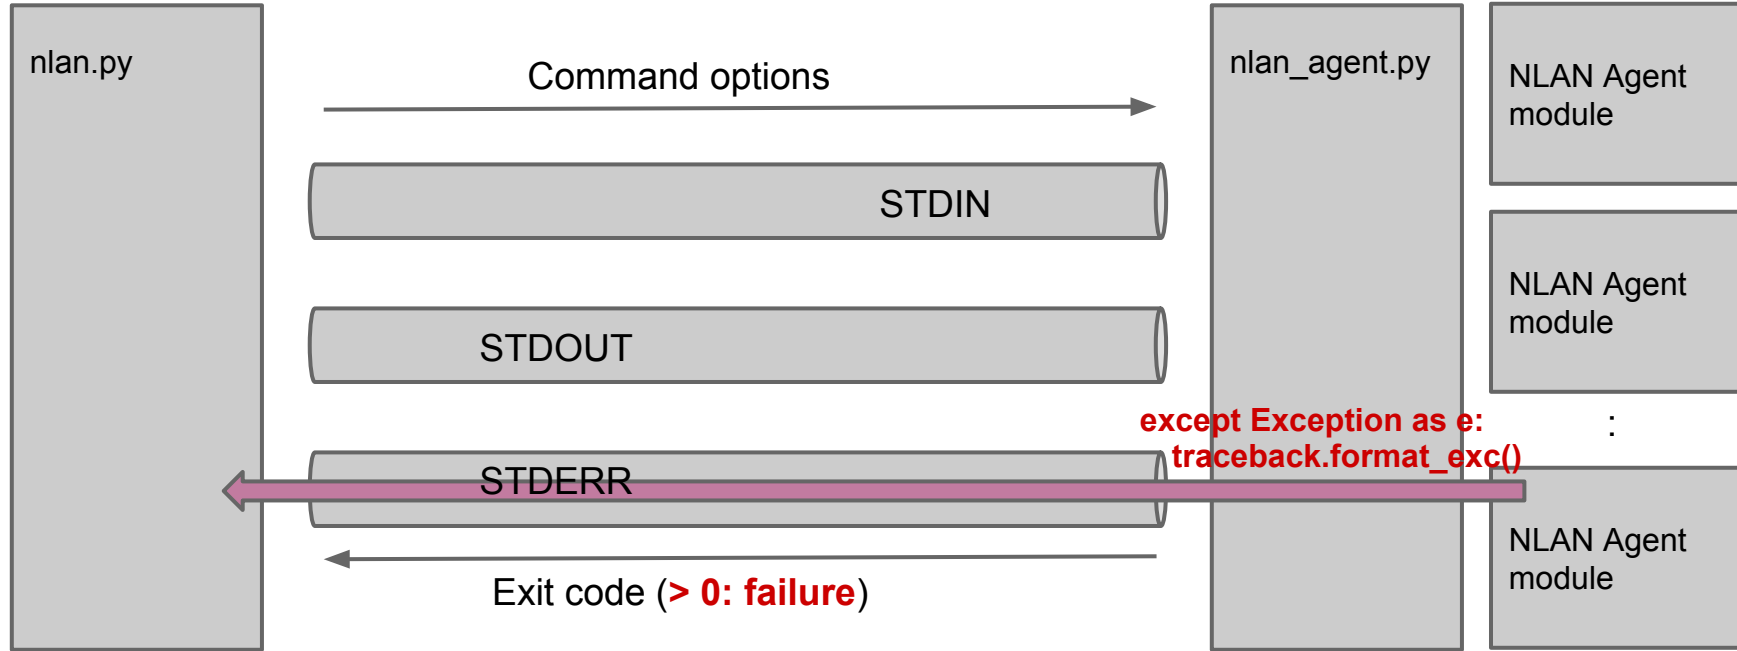 nlan.py
Command options
nlan_agent.py
NLAN Agent
module
STDIN
NLAN Agent
module
STDOUT
except Exception as e:
traceback.format_exc()
:
STDERR
NLAN Agent
module
Exit code (> 0: failure)